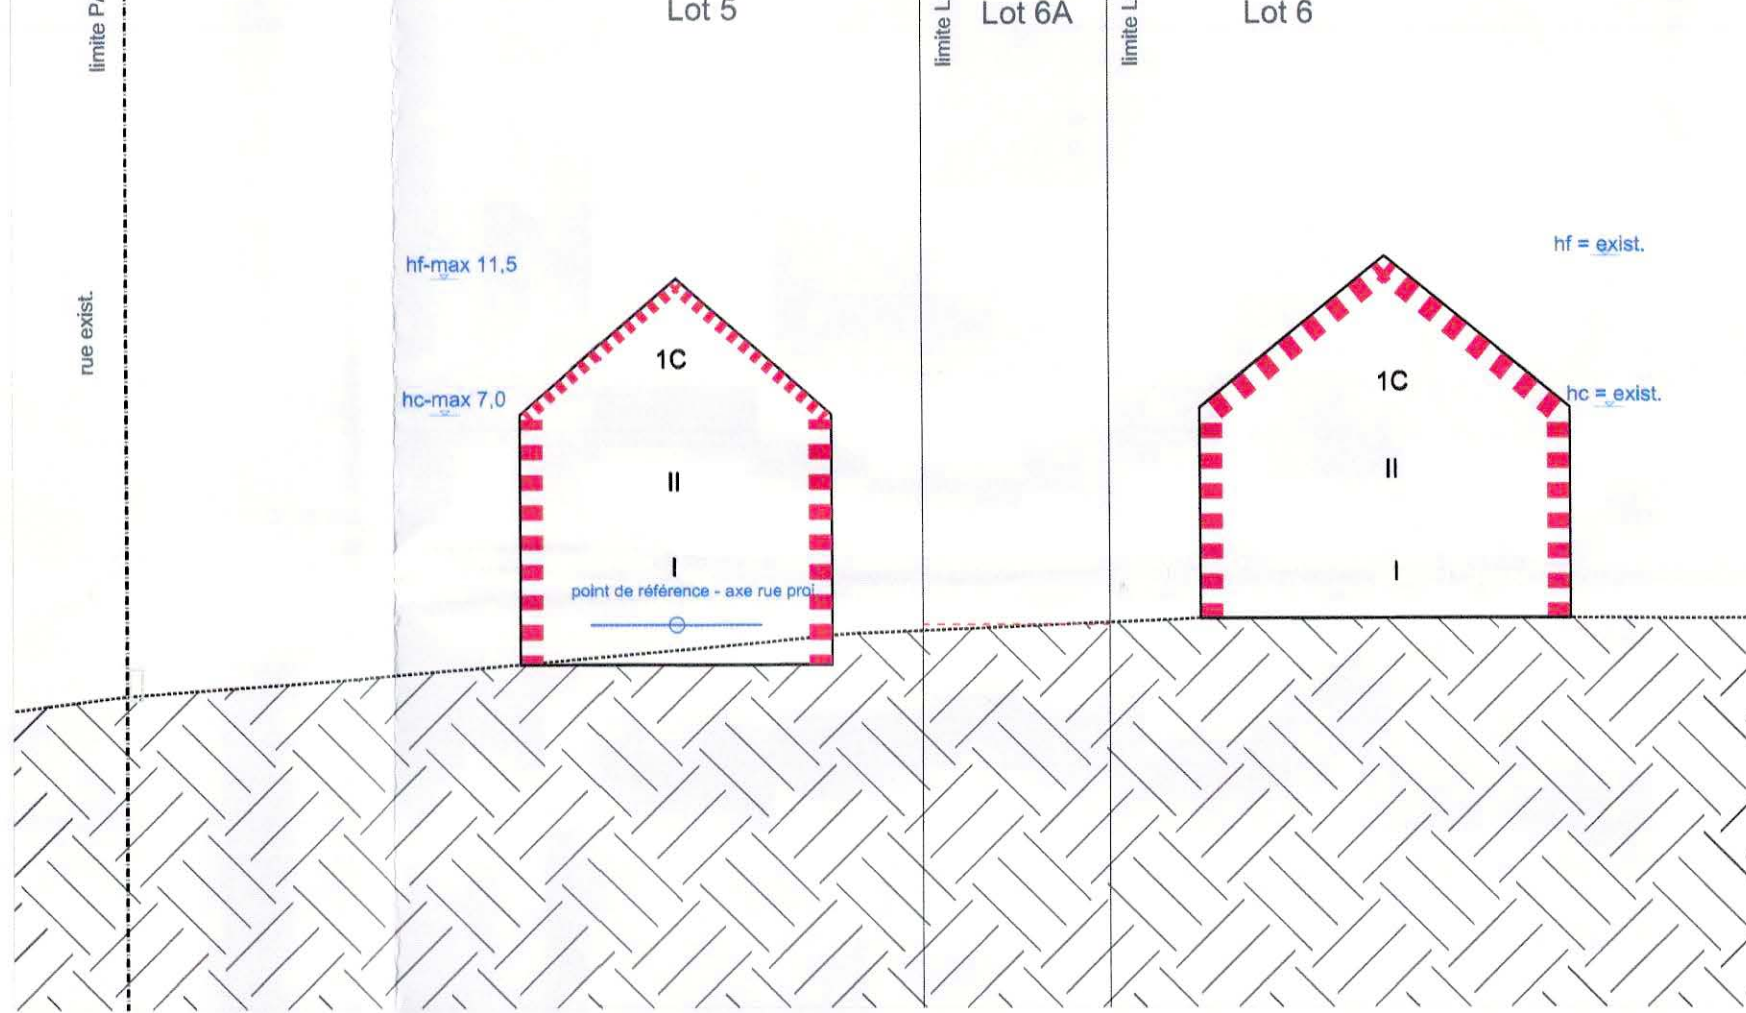 Lot 5
Lot 6A
Lot 6
limite
limite
limite
hf-max 11,5
hf = exist.
rue exist.
1C
1C
hc-max 7,0
hc = exist.
II
II
I
I
point de référence - axe rue proj.